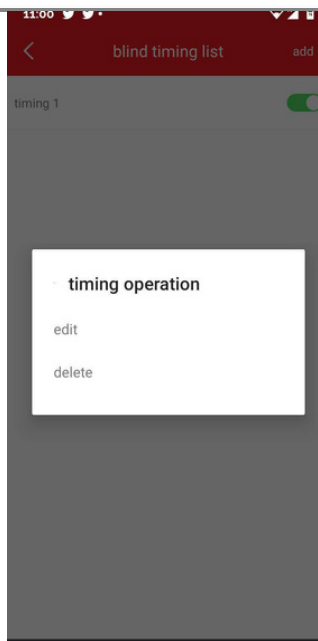 11:00
blind timing list
add
timing 1
timing operation
edit
delete